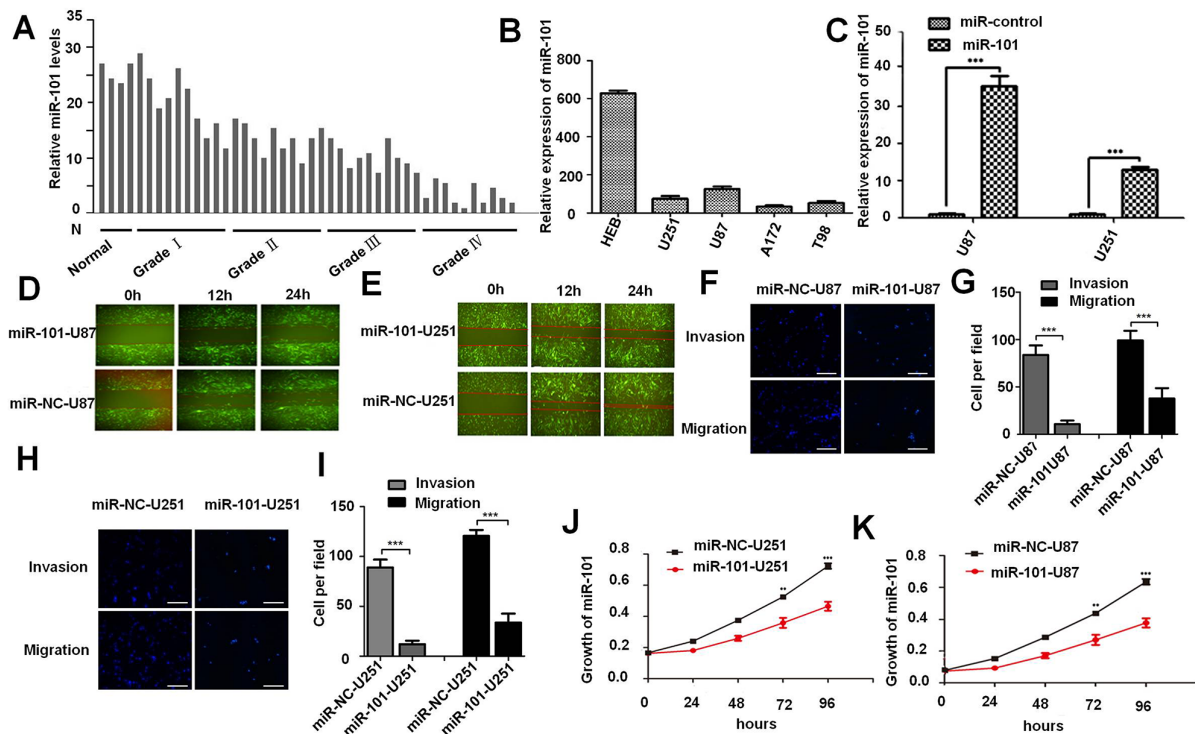 A
Relative miR-101 levels
35
28
21
15
10
5
0
N
Normal
Grade Ⅰ
Grade Ⅱ
Grade Ⅲ
Grade Ⅳ
B
Relative expression of miR-101
800
600
400
200
0
HEB
U251
U87
A172
T98
C
Relative expression of miR-101
miR-control
miR-101
50
40
30
20
10
0
***
***
U87
U251
D
0h 12h 24h
miR-101-U87
miR-NC-U87
E
0h 12h 24h
miR-101-U251
miR-NC-U251
F
miR-NC-U87 miR-101-U87
Invasion
Migration
G
Invasion
Migration
Cell per field
150
100
50
0
***
***
miR-NC-U87
miR-101U87
miR-NC-U87
miR-101-U87
H
miR-NC-U251 miR-101-U251
Invasion
Migration
I
Invasion
Migration
Cell per field
150
100
50
0
***
***
miR-NC-U251
miR-101-U251
miR-NC-U251
miR-101-U251
J
miR-NC-U251
miR-101-U251
Growth of miR-101
0.8
0.6
0.4
0.2
0.0
**
***
0 24 48 72 96
hours
K
miR-NC-U87
miR-101-U87
Growth of miR-101
0.8
0.6
0.4
0.2
0.0
**
***
0 24 48 72 96
hours